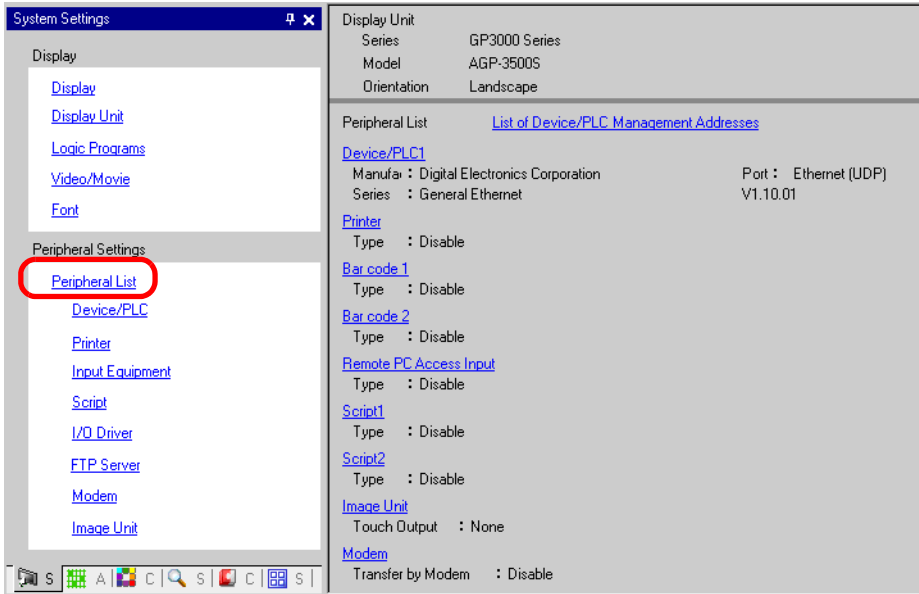 System Settings
Display
Display
Display Unit
Logic Programs
Video/Movie
Font
Peripheral Settings
Peripheral List
Device/PLC
Printer
Input Equipment
Script
I/O Driver
FTP Server
Modem
Image Unit
S A C S C S
Display Unit
Series GP3000 Series
Model AGP-3500S
Orientation Landscape
Peripheral List List of Device/PLC Management Addresses
Device/PLC1
Manufa : Digital Electronics Corporation Port : Ethernet (UDP)
Series : General Ethernet V1.10.01
Printer
Type : Disable
Bar code 1
Type : Disable
Bar code 2
Type : Disable
Remote PC Access Input
Type : Disable
Script1
Type : Disable
Script2
Type : Disable
Image Unit
Touch Output : None
Modem
Transfer by Modem : Disable